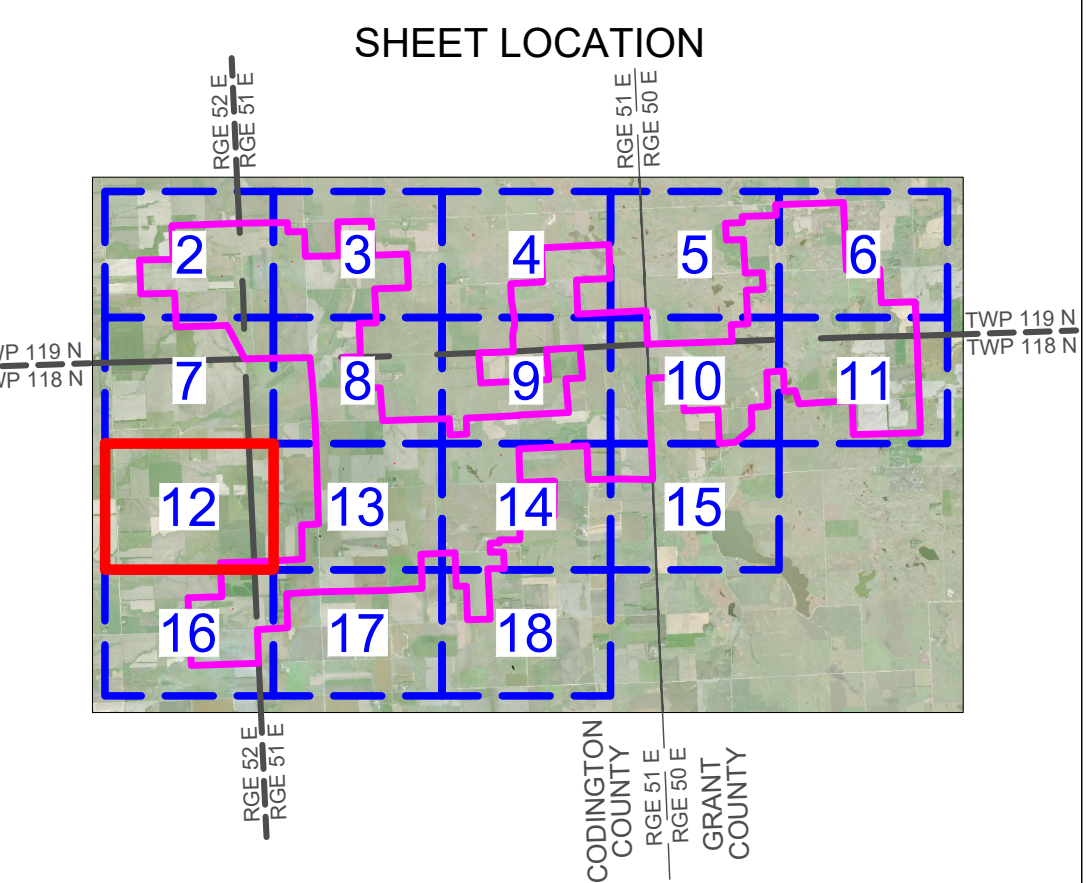 SHEET LOCATION
RGE 52 E
RGE 51 E
RGE 51 E
RGE 50 E
2
3
4
5
6
TWP 119 N
TWP 118 N
WP 119 N
WP 118 N
7
8
9
10
11
12
13
14
15
16
17
18
RGE 52 E
RGE 51 E
CODINGTON
COUNTY
RGE 51 E
RGE 50 E
GRANT
COUNTY